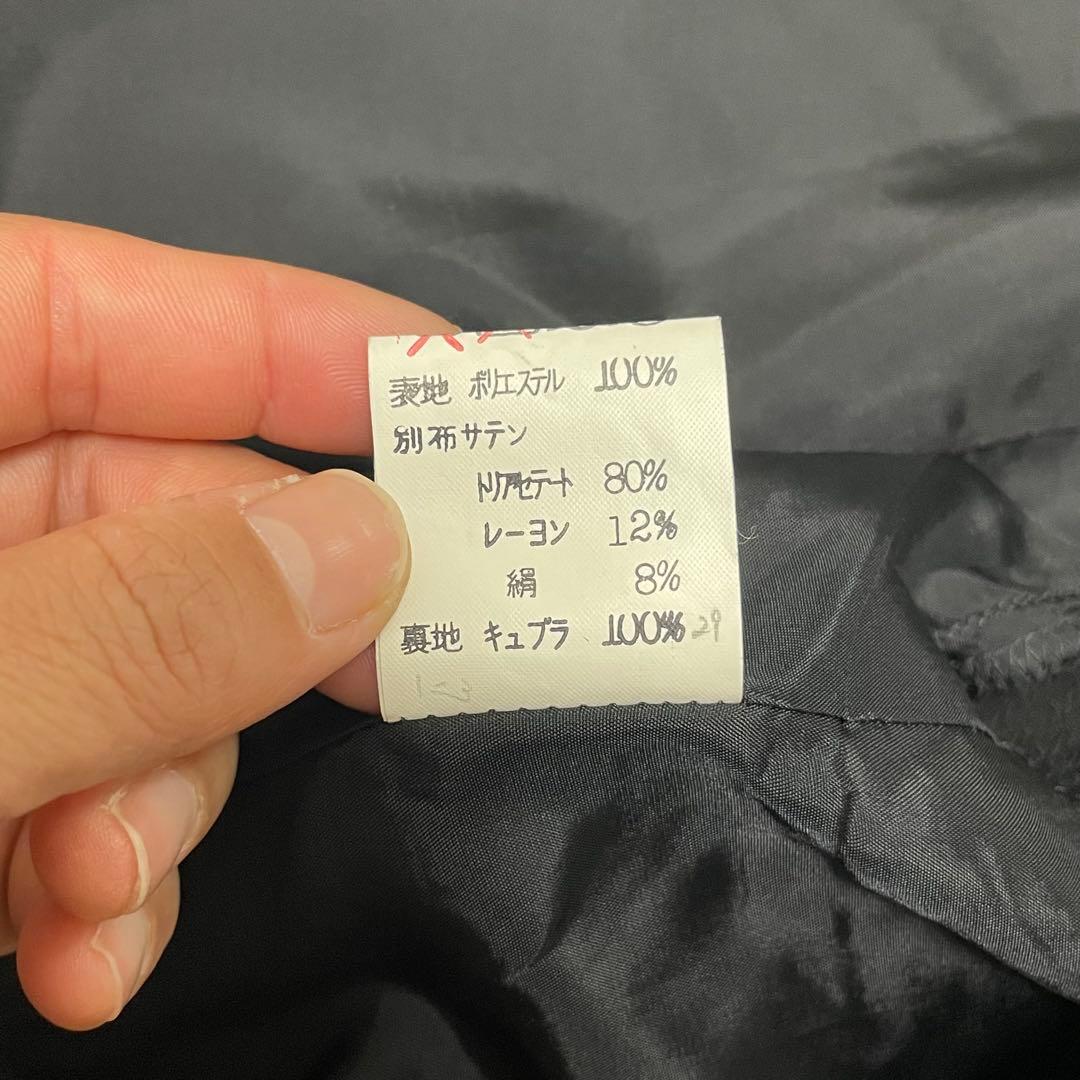 表地 ポリエステル 100%
別布サテン
トリアセテート 80%
レーヨン 12%
絹 8%
裏地 キュプラ 100% 29